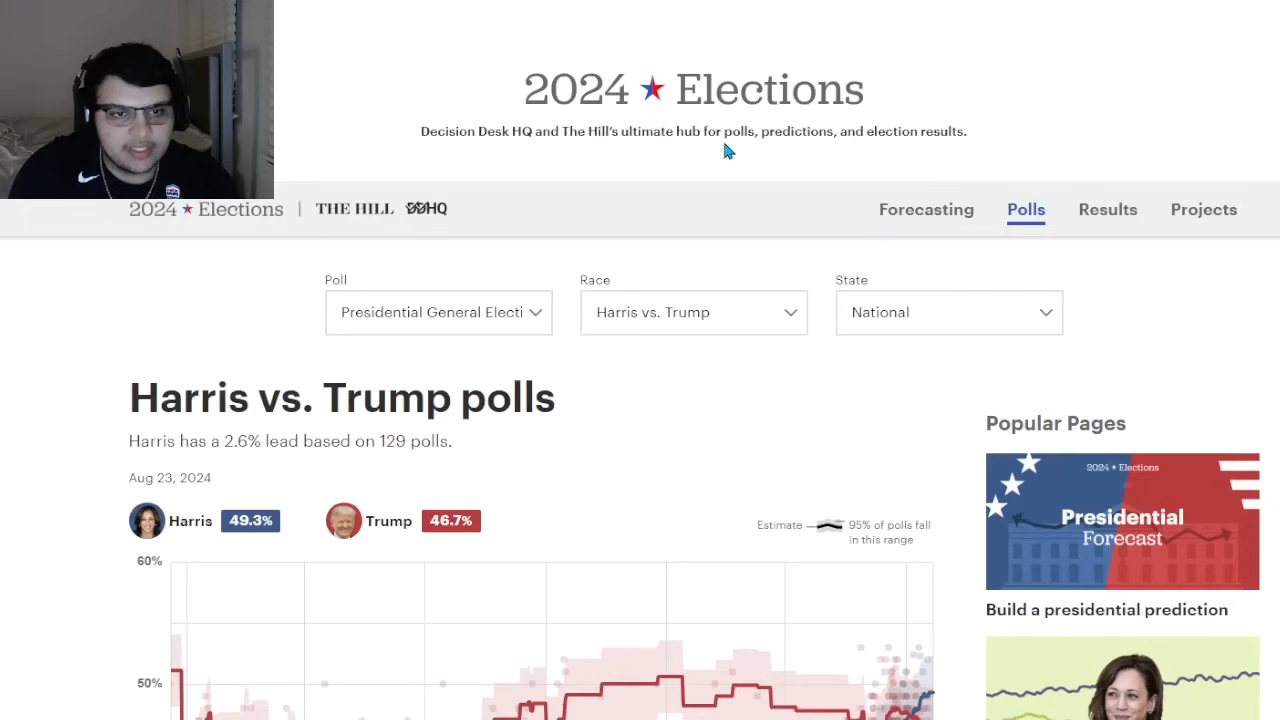 2024 Elections
Decision Desk HQ and The Hill's ultimate hub for polls, predictions, and election results.
2024 Elections | THE HILL DDHQ
Forecasting Polls Results Projects
Poll Race State
Presidential General Electi Harris vs. Trump National
Harris vs. Trump polls
Harris has a 2.6% lead based on 129 polls.
Aug 23, 2024
Harris 49.3% Trump 46.7%
Estimate 95% of polls fall
in this range
60%
50%
Popular Pages
2024 Elections
Presidential
Forecast
Build a presidential prediction